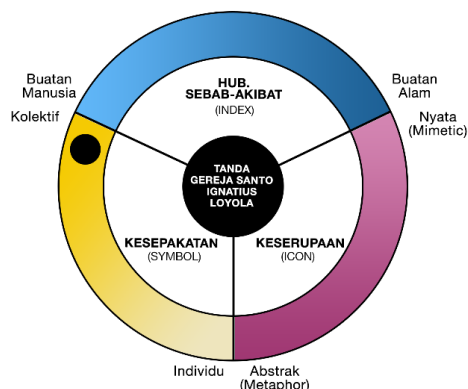 Buatan
Manusia
Kolektif
HUB.
SEBAB-AKIBAT
(INDEX)
Buatan
Alam
Nyata
(Mimetic)
TANDA
GEREJA SANTO
IGNATIUS
LOYOLA
KESEPAKATAN
(SYMBOL)
KESERUPAAN
(ICON)
Individu
Abstrak
(Metaphor)